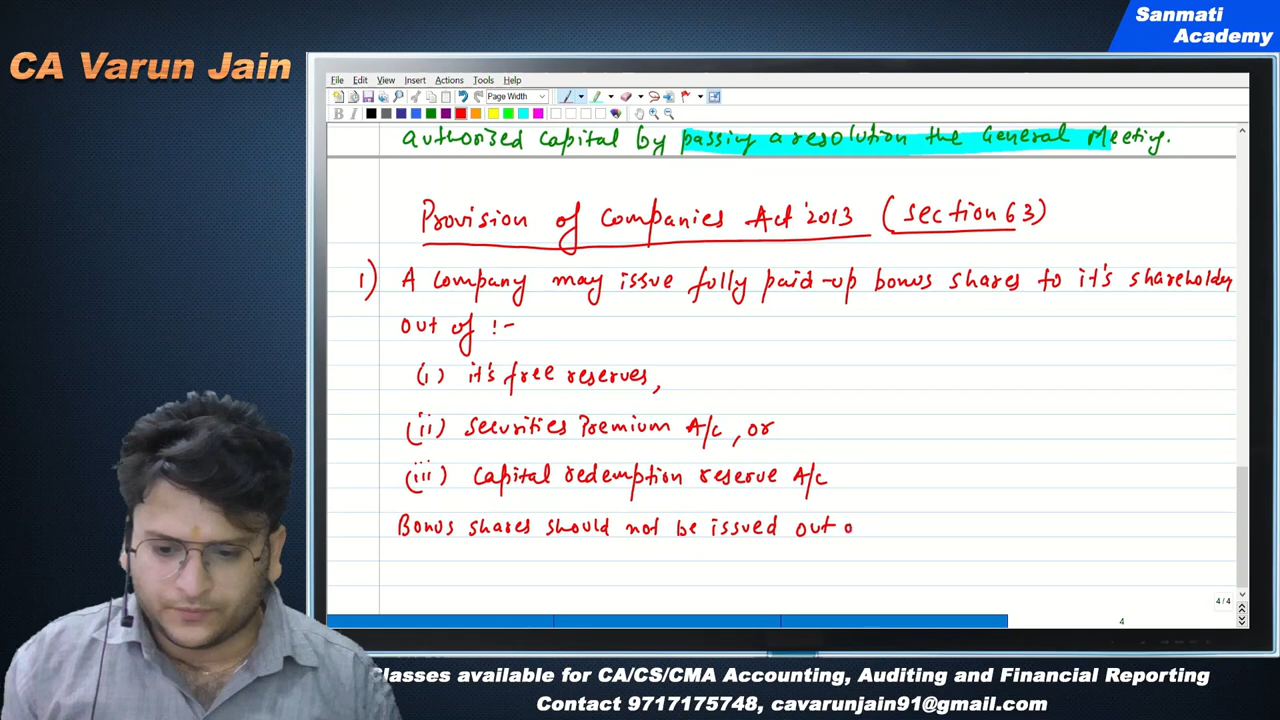 Sanmati
Academy
CA Varun Jain
File Edit View Insert Actions Tools Help
Page Width
B I
authorised capital by passing a resolution the General Meeting.
Provision of Companies Act '2013 (Section 63)
1) A Company may issue fully paid-up bonus shares to it's shareholder
out of :-
(i) it's free reserves,
(ii) Securities Premium A/c, or
(iii) Capital redemption reserve A/c
Bonus shares should not be issued out o
4/4
4
Classes available for CA/CS/CMA Accounting, Auditing and Financial Reporting
Contact 9717175748, cavarunjain91@gmail.com